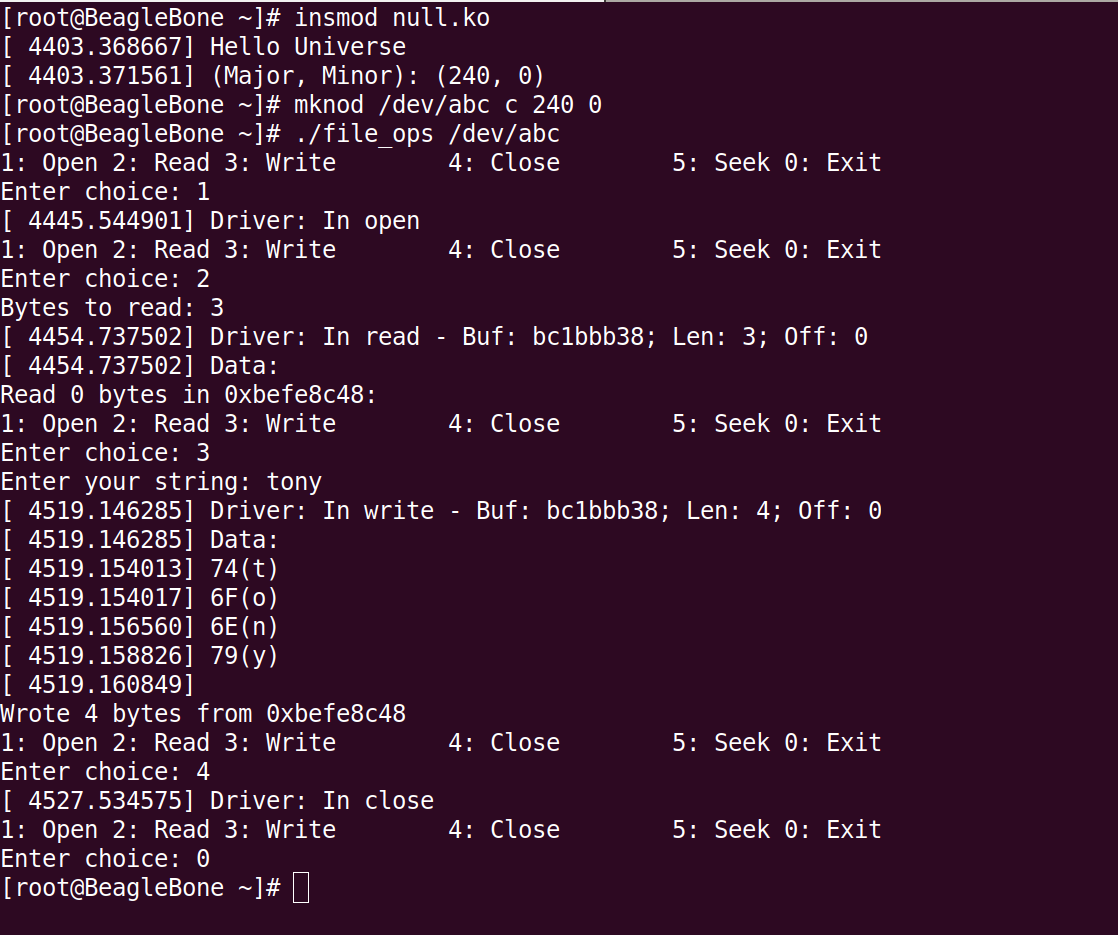 [root@BeagleBone ~]# insmod null.ko
[ 4403.368667] Hello Universe
[ 4403.371561] (Major, Minor): (240, 0)
[root@BeagleBone ~]# mknod /dev/abc c 240 0
[root@BeagleBone ~]# ./file_ops /dev/abc
1: Open 2: Read 3: Write        4: Close        5: Seek 0: Exit
Enter choice: 1
[ 4445.544901] Driver: In open
1: Open 2: Read 3: Write        4: Close        5: Seek 0: Exit
Enter choice: 2
Bytes to read: 3
[ 4454.737502] Driver: In read - Buf: bc1bbb38; Len: 3; Off: 0
[ 4454.737502] Data:
Read 0 bytes in 0xbefe8c48:
1: Open 2: Read 3: Write        4: Close        5: Seek 0: Exit
Enter choice: 3
Enter your string: tony
[ 4519.146285] Driver: In write - Buf: bc1bbb38; Len: 4; Off: 0
[ 4519.146285] Data:
[ 4519.154013] 74(t)
[ 4519.154017] 6F(o)
[ 4519.156560] 6E(n)
[ 4519.158826] 79(y)
[ 4519.160849]
Wrote 4 bytes from 0xbefe8c48
1: Open 2: Read 3: Write        4: Close        5: Seek 0: Exit
Enter choice: 4
[ 4527.534575] Driver: In close
1: Open 2: Read 3: Write        4: Close        5: Seek 0: Exit
Enter choice: 0
[root@BeagleBone ~]#